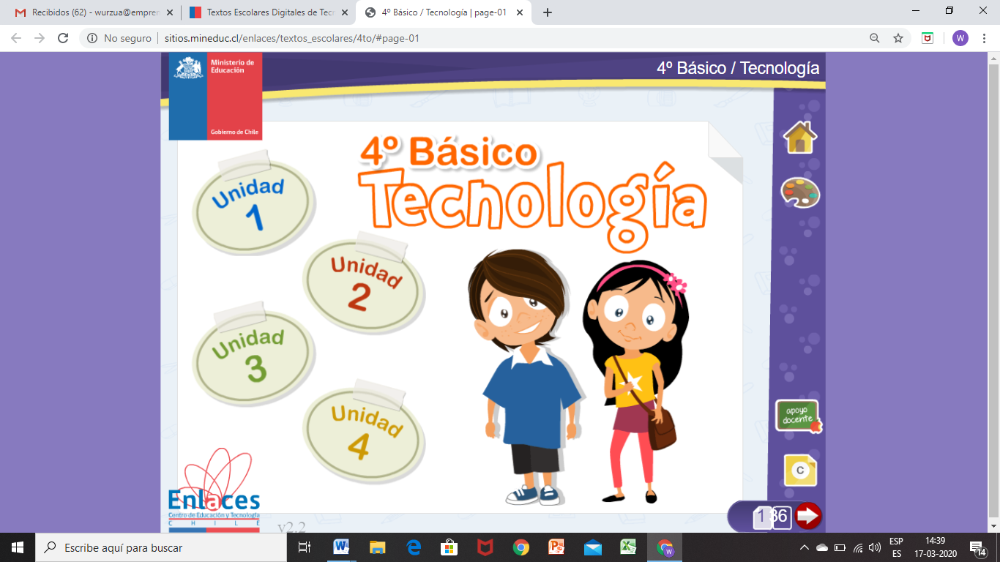 Recibidos (62) - wurzua@empren
Textos Escolares Digitales de Tecn
4º Básico / Tecnología | page-01
No seguro
sitios.mineduc.cl/enlaces/textos_escolares/4to/#page-01
W
Ministerio de
Educación
Gobierno de Chile
4º Básico / Tecnología
4º Básico
Tecnología
Unidad
1
Unidad
2
Unidad
3
Unidad
4
apoyo
docente
C
Enlaces
Centro de Educación y Tecnología
CHILE
v2.2
1
36
Escribe aquí para buscar
ESP
ES
14:39
17-03-2020
14